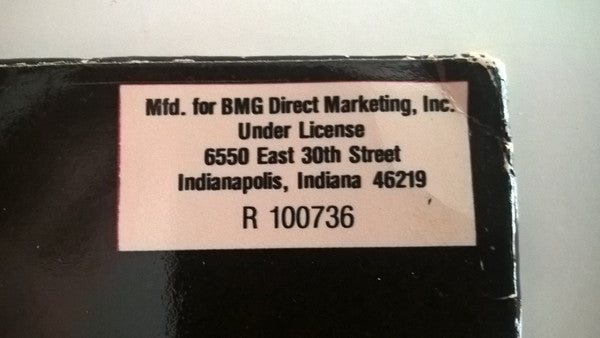 Mfd. for BMG Direct Marketing, Inc.
Under License
6550 East 30th Street
Indianapolis, Indiana 46219
R 100736